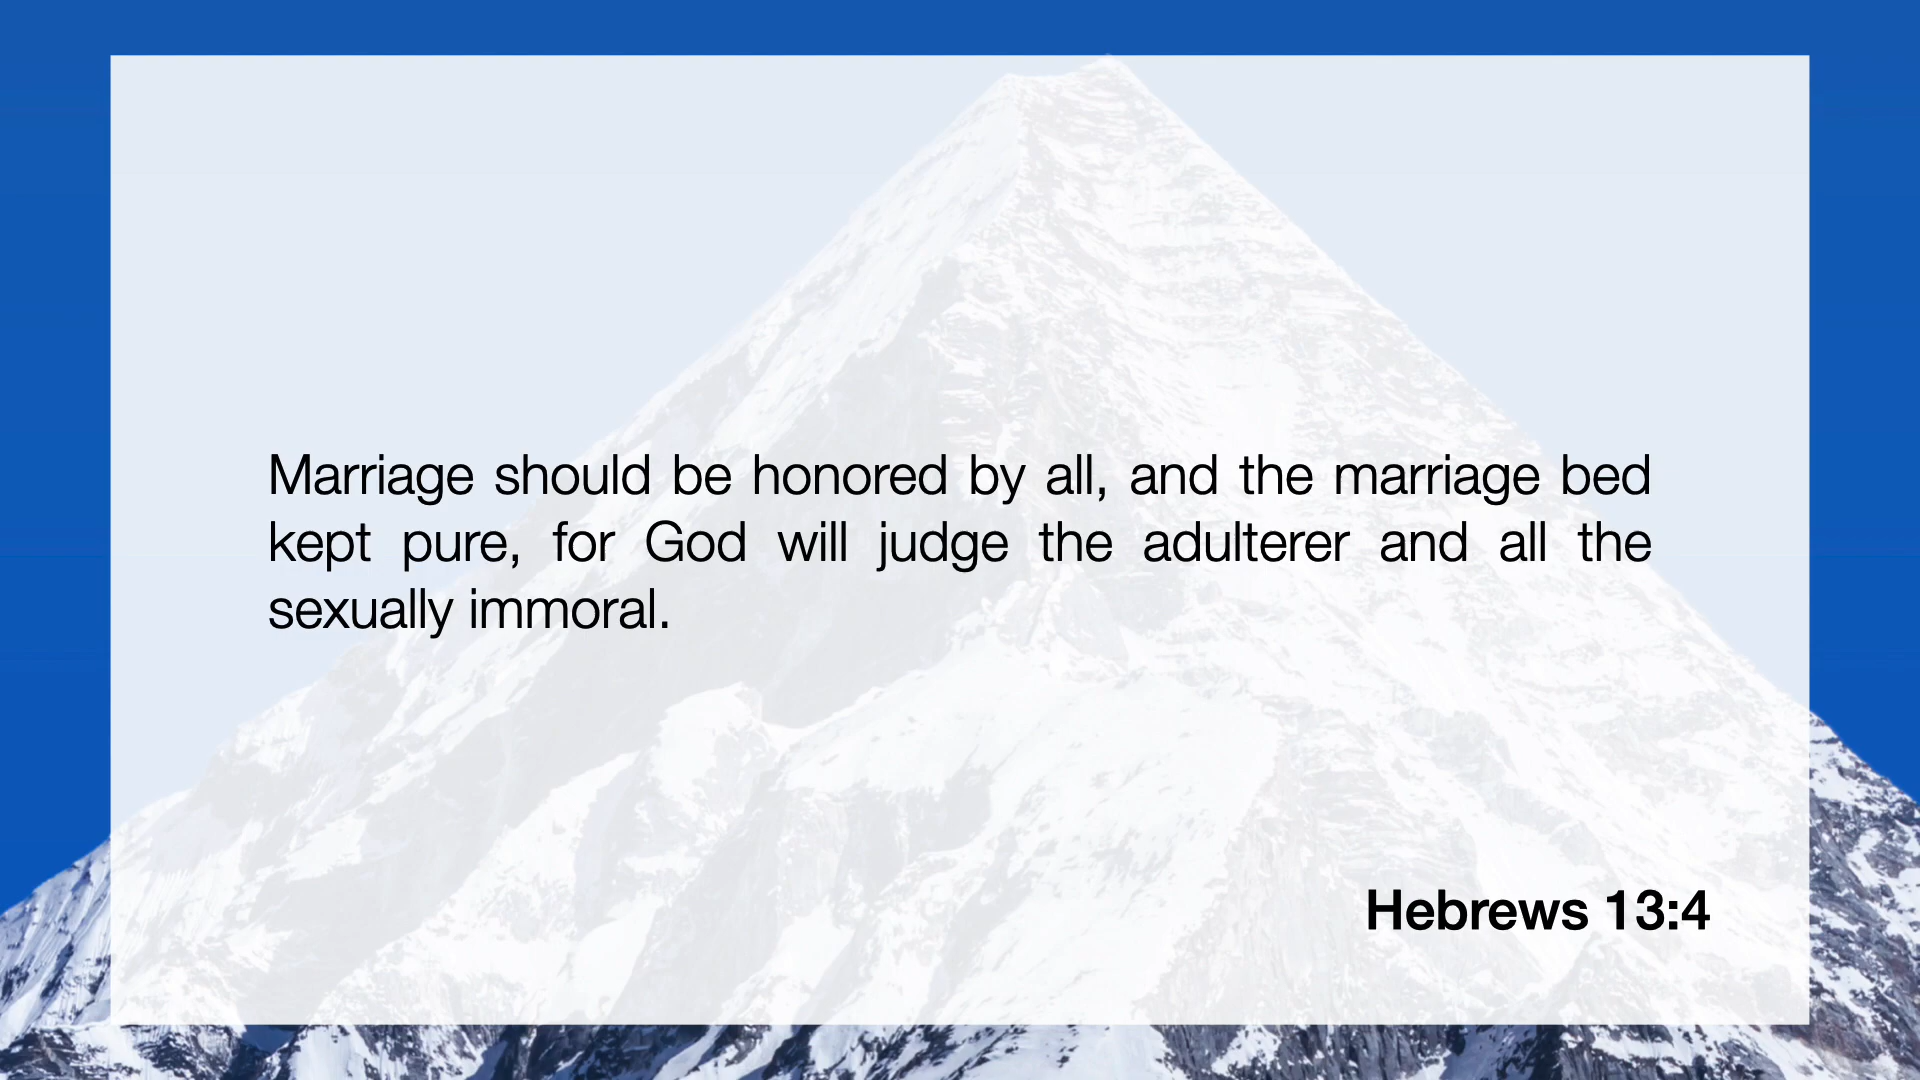 Marriage should be honored by all, and the marriage bed
kept pure, for God will judge the adulterer and all the
sexually immoral.
Hebrews 13:4